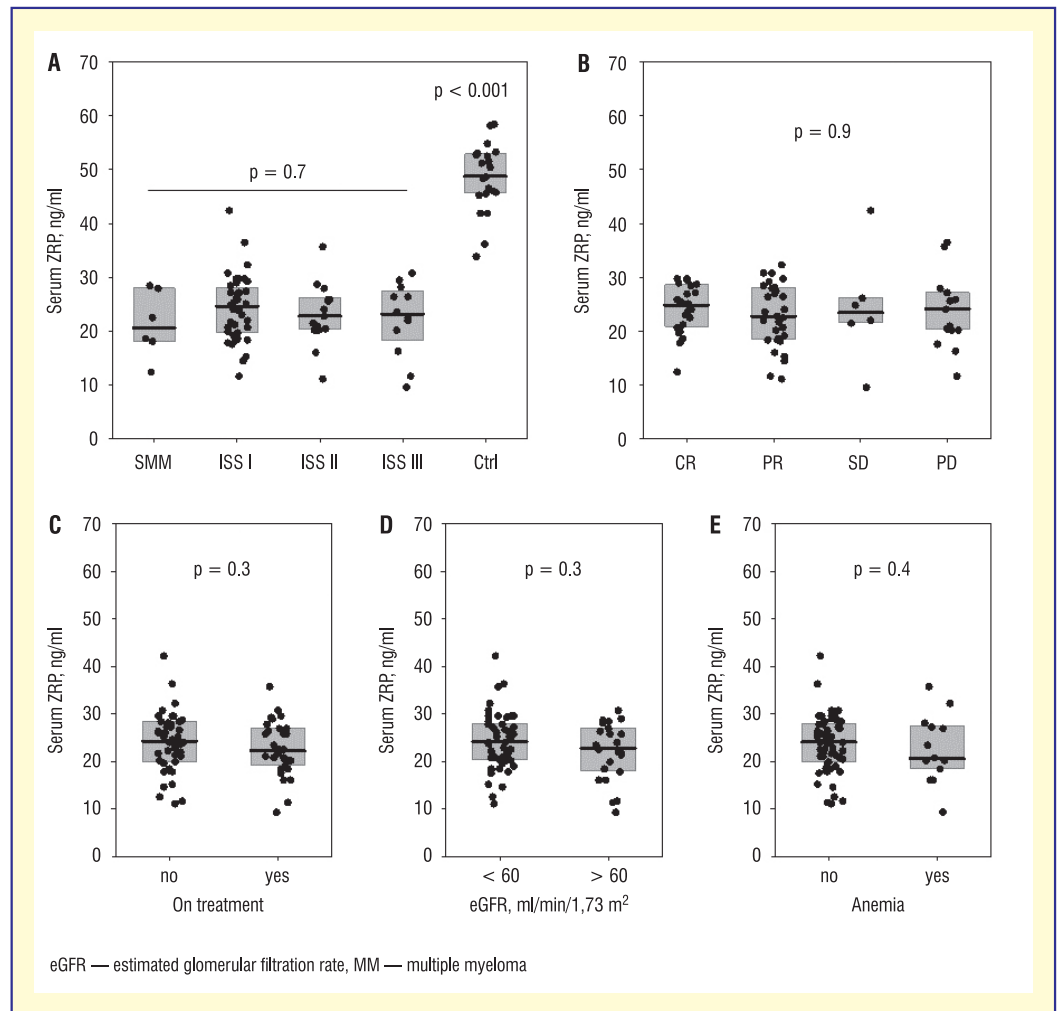 A
70
60
50
40
30
20
10
0
Serum ZRP, ng/ml
p < 0.001
p = 0.7
SMM ISS I ISS II ISS III Ctrl
B
70
60
50
40
30
20
10
0
Serum ZRP, ng/ml
p = 0.9
CR PR SD PD
C
70
60
50
40
30
20
10
0
Serum ZRP, ng/ml
p = 0.3
no yes
On treatment
D
70
60
50
40
30
20
10
0
Serum ZRP, ng/ml
p = 0.3
< 60 > 60
eGFR, ml/min/1,73 m²
E
70
60
50
40
30
20
10
0
Serum ZRP, ng/ml
p = 0.4
no yes
Anemia
eGFR — estimated glomerular filtration rate, MM — multiple myeloma